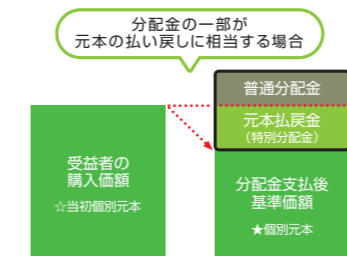 分配金の一部が
元本の払い戻しに相当する場合
普通分配金
元本払戻金
（特別分配金）
受益者の
購入価額
☆当初個別元本
分配金支払後
基準価額
★個別元本